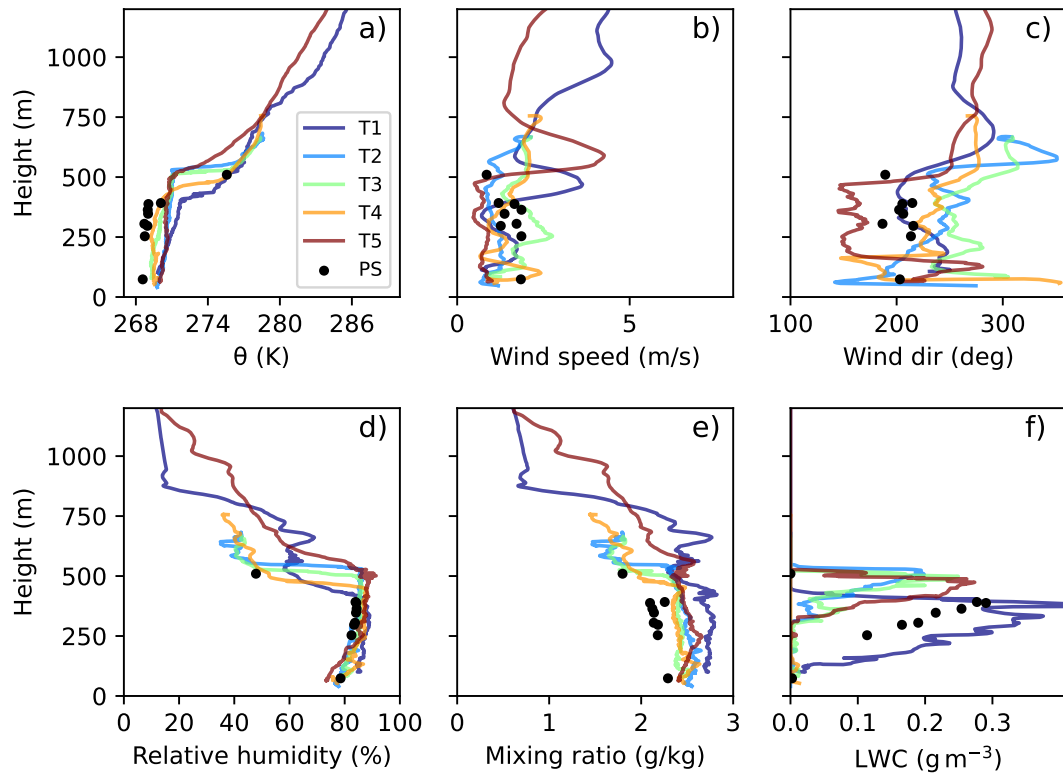 a)
b)
c)
1000
750
500
250
0
Height (m)
T1
T2
T3
T4
T5
PS
268 274 280 286
θ (K)
0 5
Wind speed (m/s)
100 200 300
Wind dir (deg)
d)
e)
f)
1000
750
500
250
0
Height (m)
0 20 40 60 80 100
Relative humidity (%)
0 1 2 3
Mixing ratio (g/kg)
0.0 0.1 0.2 0.3
LWC (g m⁻³)